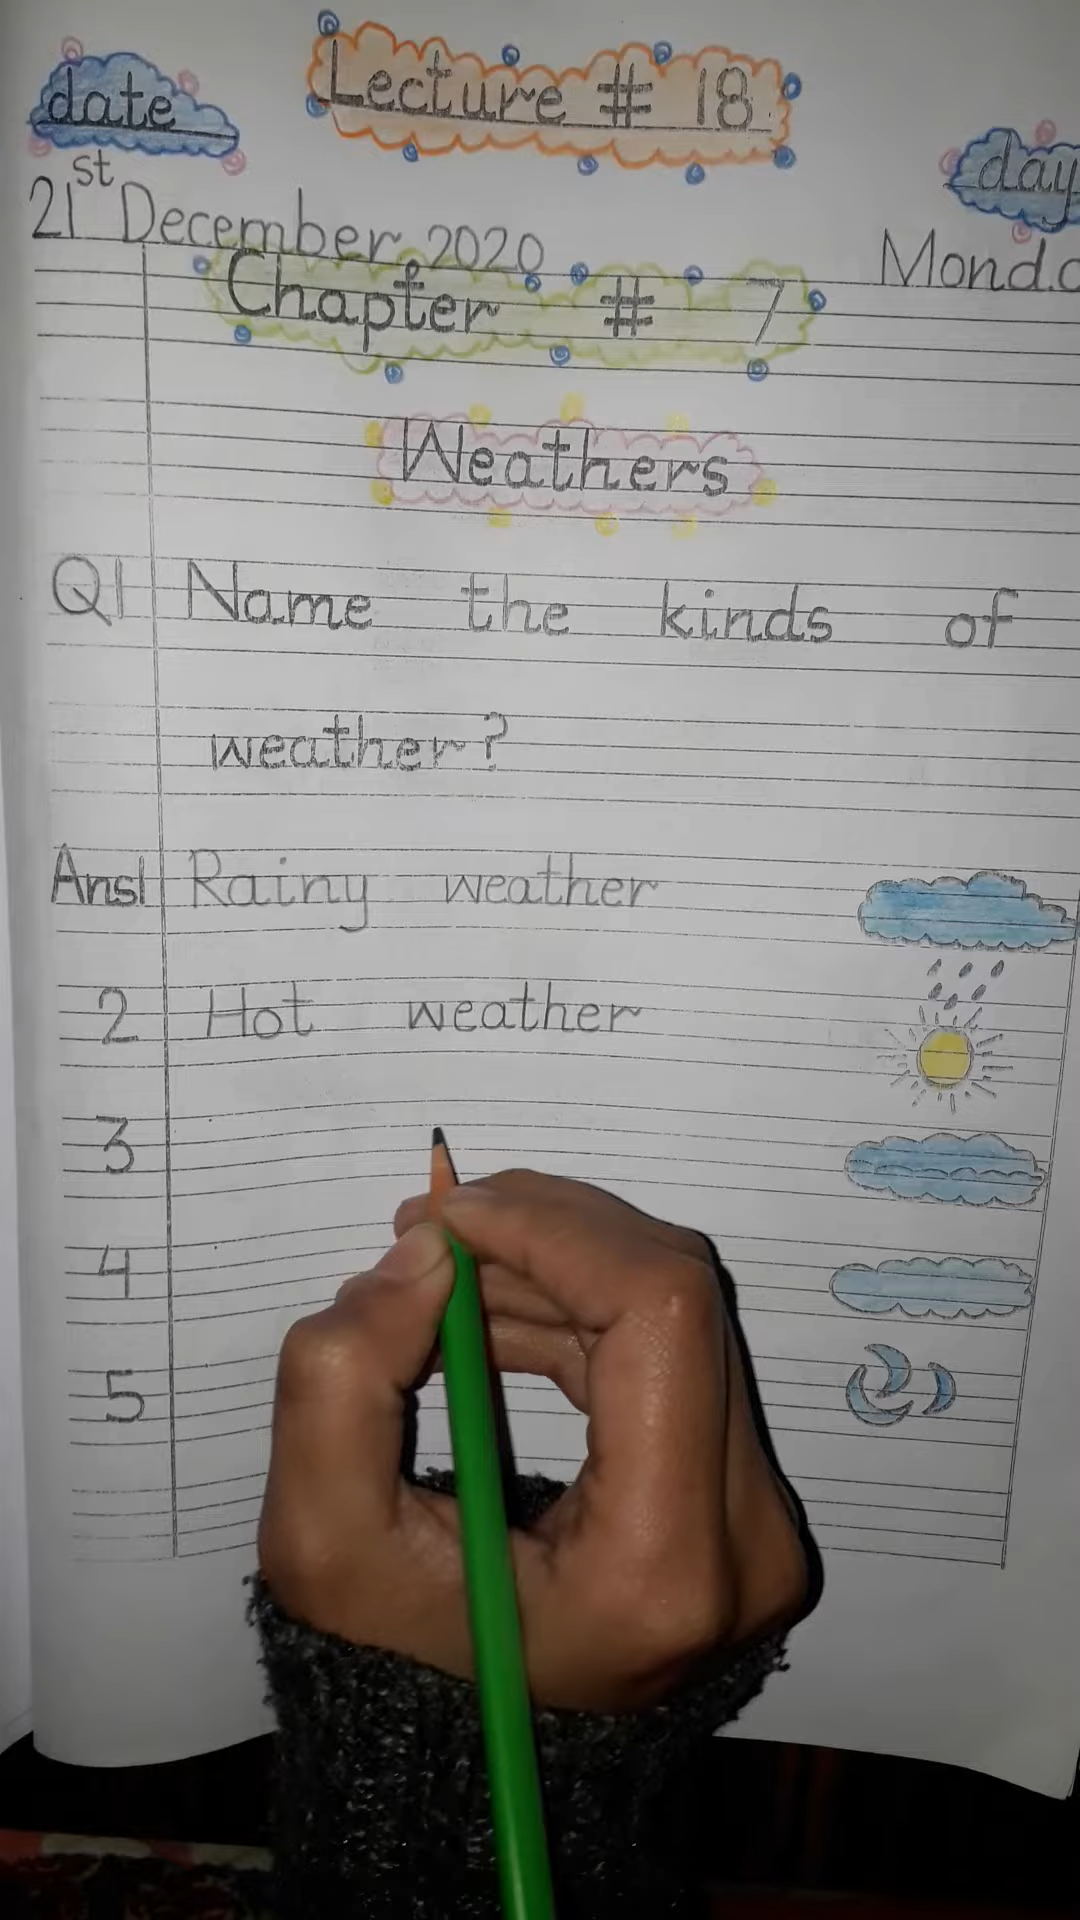 date
Lecture # 18
day
21st December 2020
Monda
Chapter # 7
Weathers
Q1 Name the kinds of
weather?
Ans1 Rainy weather
2 Hot weather
3
4
5